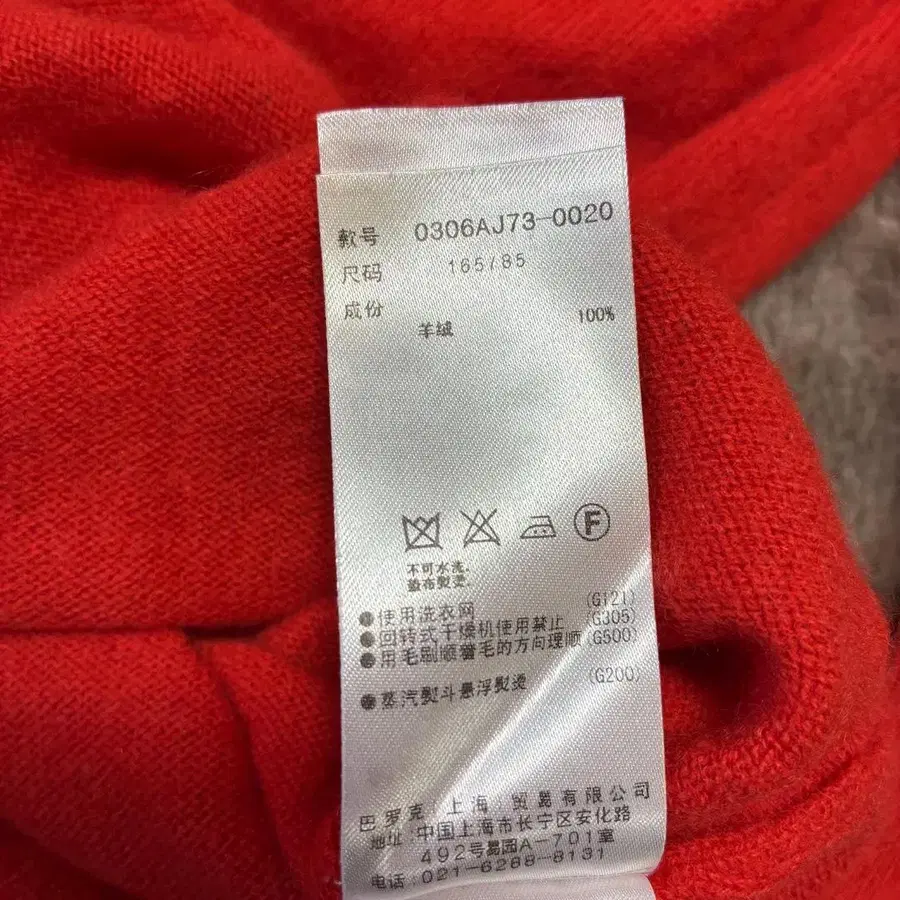 款号 0306AJ73-0020
尺码 165/85
成份
羊绒 100%
F
不可水洗.
垫布熨烫.
●使用洗衣网 (G121)
●回转式干燥机使用禁止 (G305)
●用毛刷顺着毛的方向理顺 (G500)
●蒸汽熨斗悬浮熨烫 (G200)
巴罗克 上海 贸易有限公司
地址: 中国上海市长宁区安化路
492号易园A-701室
电话: 021-6288-8131